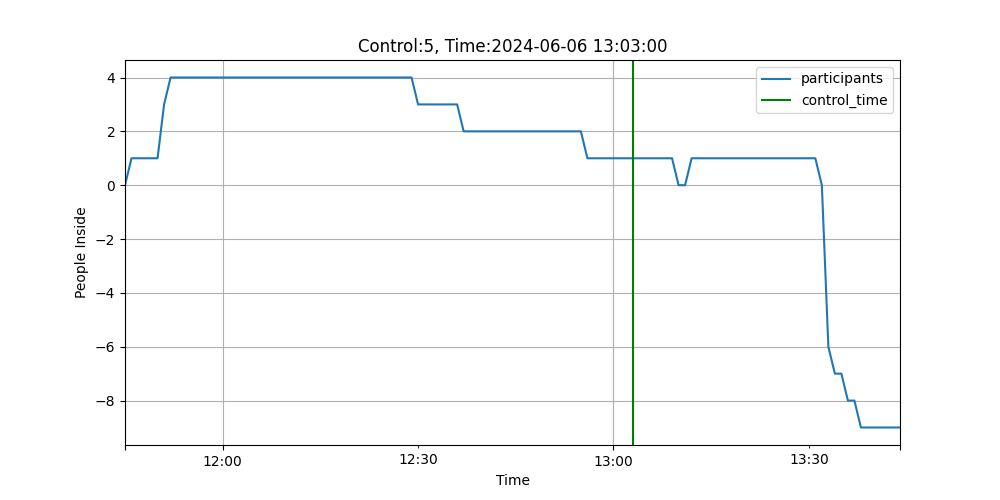 Control:5, Time:2024-06-06 13:03:00
participants
control_time
People Inside
4
2
0
−2
−4
−6
−8
12:00
12:30
13:00
13:30
Time